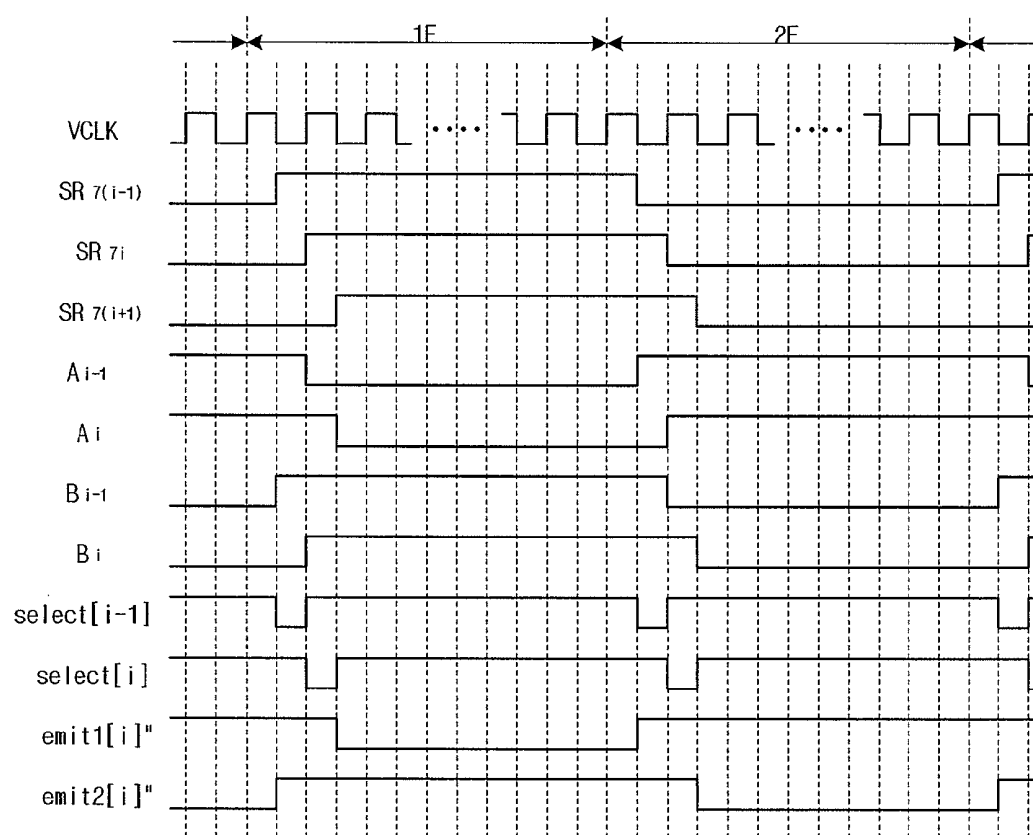 1F 2F
VCLK
SR 7(i-1)
SR 7i
SR 7(i+1)
A i-1
A i
B i-1
B i
select[i-1]
select[i]
emit1[i]"
emit2[i]"